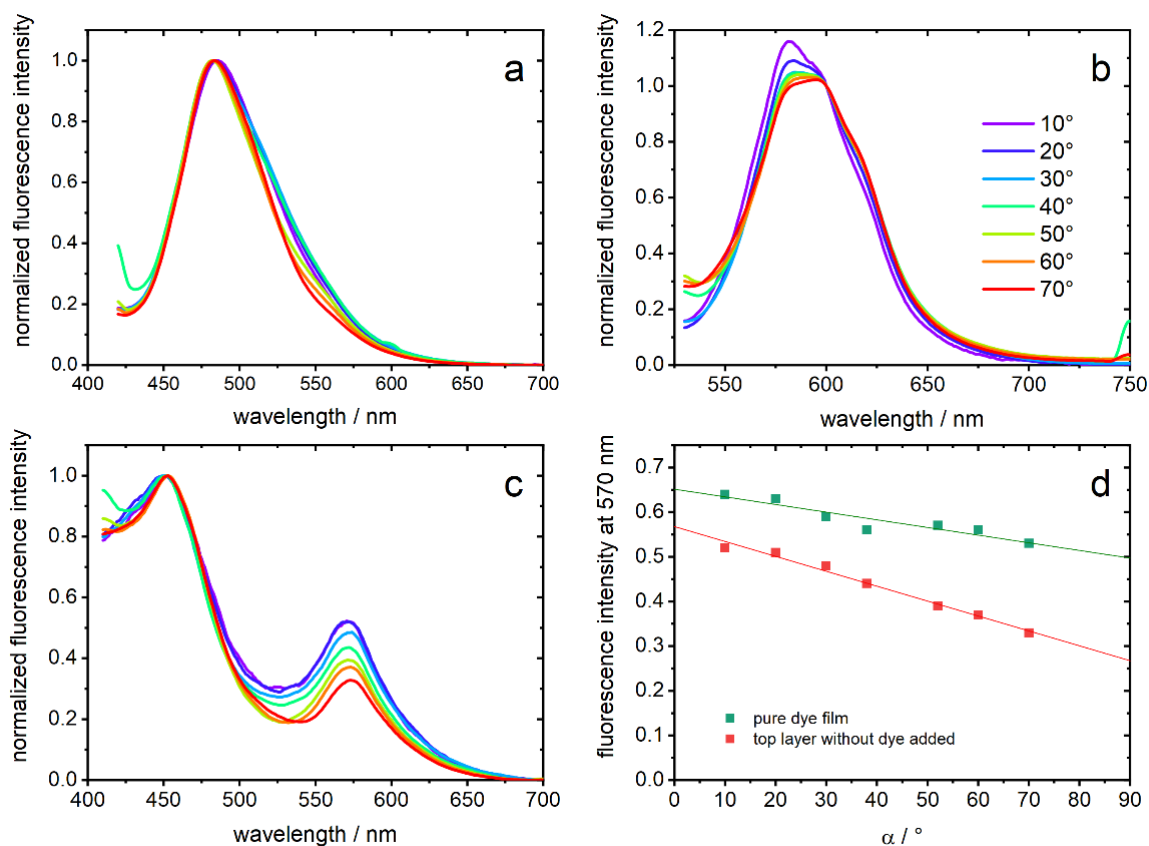 a
normalized fluorescence intensity
1.0
0.8
0.6
0.4
0.2
0.0
400 450 500 550 600 650 700
wavelength / nm
b
normalized fluorescence intensity
1.2
1.0
0.8
0.6
0.4
0.2
0.0
10°
20°
30°
40°
50°
60°
70°
550 600 650 700 750
wavelength / nm
c
normalized fluorescence intensity
1.0
0.8
0.6
0.4
0.2
0.0
400 450 500 550 600 650 700
wavelength / nm
d
fluorescence intensity at 570 nm
0.7
0.6
0.5
0.4
0.3
0.2
0.1
0.0
pure dye film
top layer without dye added
0 10 20 30 40 50 60 70 80 90
α / °